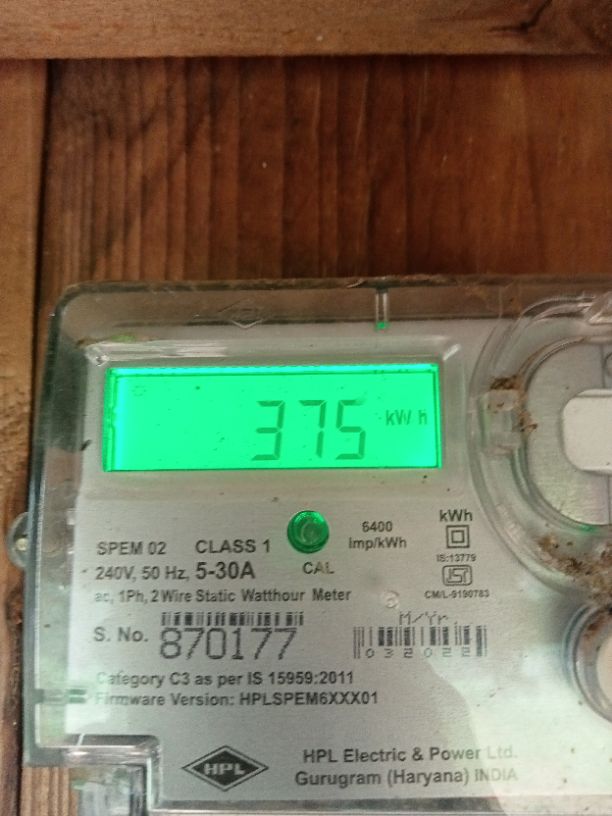 375 kWh
6400
Imp/kWh
kWh
SPEM 02 CLASS 1
CAL
IS:13779
240V, 50 Hz, 5-30A
CM/L-9190783
ac, 1Ph, 2 Wire Static Watthour Meter
M/Yr.
S. No. 870177
032022
Category C3 as per IS 15959:2011
Firmware Version: HPLSPEM6XXX01
HPL
HPL Electric & Power Ltd.
Gurugram (Haryana) INDIA